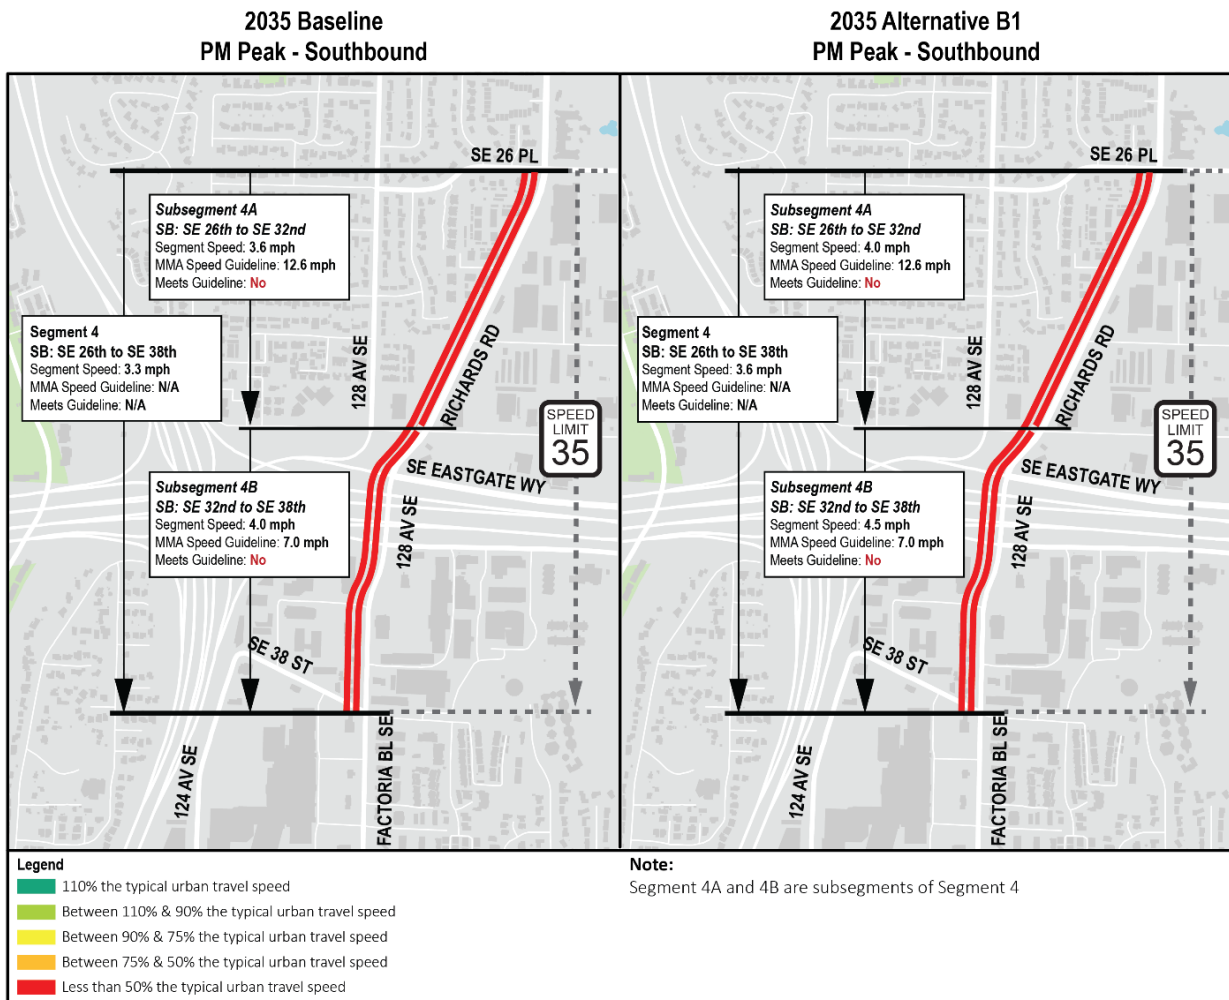 2035 Baseline
PM Peak - Southbound
2035 Alternative B1
PM Peak - Southbound
SE 26 PL
Subsegment 4A
SB: SE 26th to SE 32nd
Segment Speed: 3.6 mph
MMA Speed Guideline: 12.6 mph
Meets Guideline: No
Segment 4
SB: SE 26th to SE 38th
Segment Speed: 3.3 mph
MMA Speed Guideline: N/A
Meets Guideline: N/A
128 AV SE
RICHARDS RD
SPEED
LIMIT
35
SE EASTGATE WY
Subsegment 4B
SB: SE 32nd to SE 38th
Segment Speed: 4.0 mph
MMA Speed Guideline: 7.0 mph
Meets Guideline: No
128 AV SE
SE 38 ST
124 AV SE
FACTORIA BL SE
SE 26 PL
Subsegment 4A
SB: SE 26th to SE 32nd
Segment Speed: 4.0 mph
MMA Speed Guideline: 12.6 mph
Meets Guideline: No
Segment 4
SB: SE 26th to SE 38th
Segment Speed: 3.6 mph
MMA Speed Guideline: N/A
Meets Guideline: N/A
128 AV SE
RICHARDS RD
SPEED
LIMIT
35
SE EASTGATE WY
Subsegment 4B
SB: SE 32nd to SE 38th
Segment Speed: 4.5 mph
MMA Speed Guideline: 7.0 mph
Meets Guideline: No
128 AV SE
SE 38 ST
124 AV SE
FACTORIA BL SE
Legend
110% the typical urban travel speed
Between 110% & 90% the typical urban travel speed
Between 90% & 75% the typical urban travel speed
Between 75% & 50% the typical urban travel speed
Less than 50% the typical urban travel speed
Note:
Segment 4A and 4B are subsegments of Segment 4